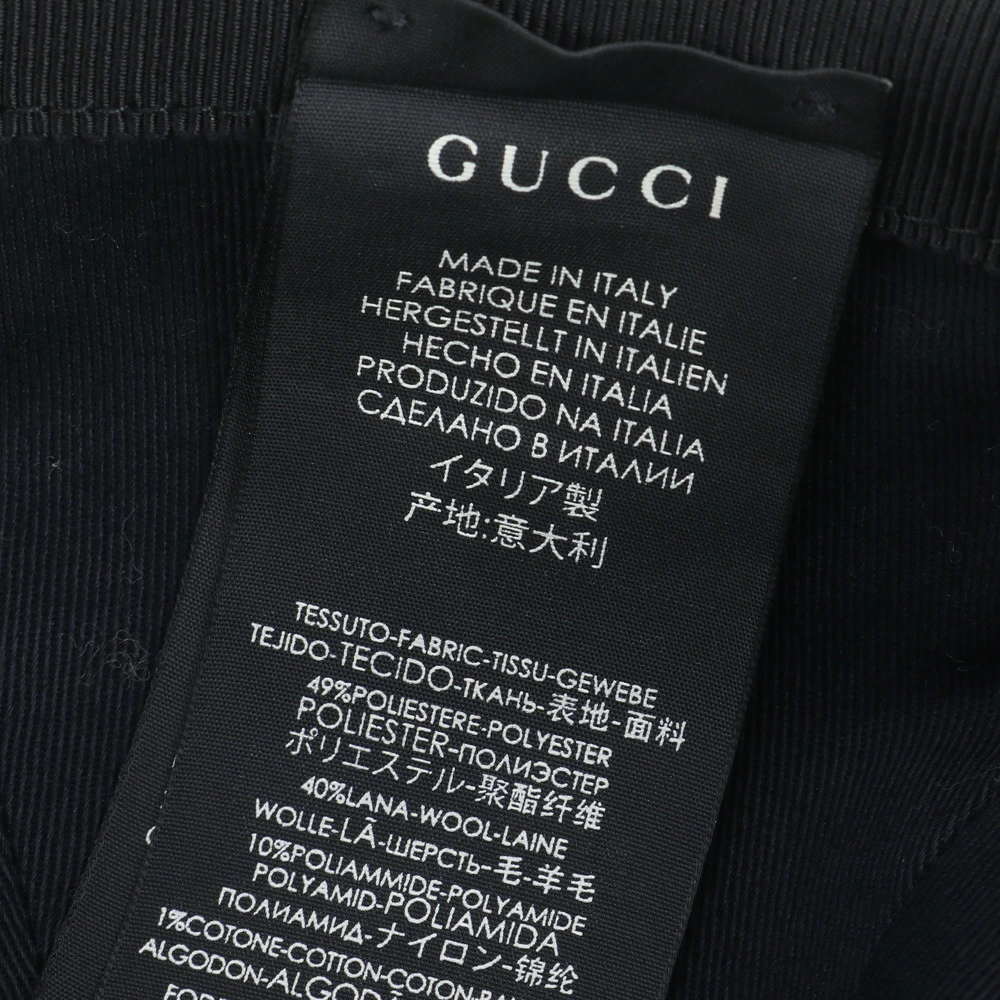 GUCCI
MADE IN ITALY
FABRIQUE EN ITALIE
HERGESTELLT IN ITALIEN
HECHO EN ITALIA
PRODUZIDO NA ITALIA
СДЕЛАНО В ИТАЛИИ
イタリア製
产地:意大利
TESSUTO-FABRIC-TISSU-GEWEBE
TEJIDO-TECIDO-ТКАНЬ-表地-面料
49%POLIESTERE-POLYESTER
POLIESTER-ПОЛИЭСТЕР
ポリエステル-聚酯纤维
40%LANA-WOOL-LAINE
WOLLE-LÃ-ШЕРСТЬ-毛-羊毛
10%POLIAMMIDE-POLYAMIDE
POLYAMID-POLIAMIDA
ПОЛИАМИД-ナイロン-锦纶
1%COTONE-COTTON-COTON-
ALGODON-